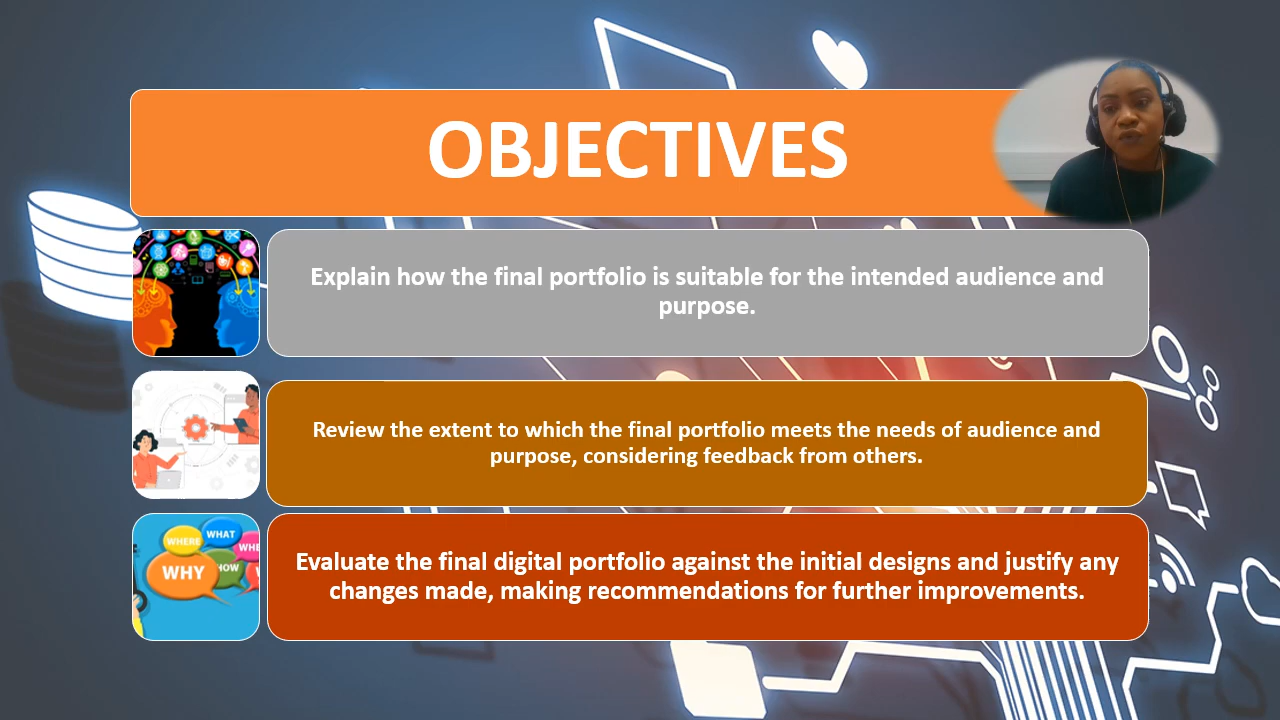 OBJECTIVES
Explain how the final portfolio is suitable for the intended audience and
purpose.
Review the extent to which the final portfolio meets the needs of audience and
purpose, considering feedback from others.
WHERE
WHAT
WHY
HOW
Evaluate the final digital portfolio against the initial designs and justify any
changes made, making recommendations for further improvements.